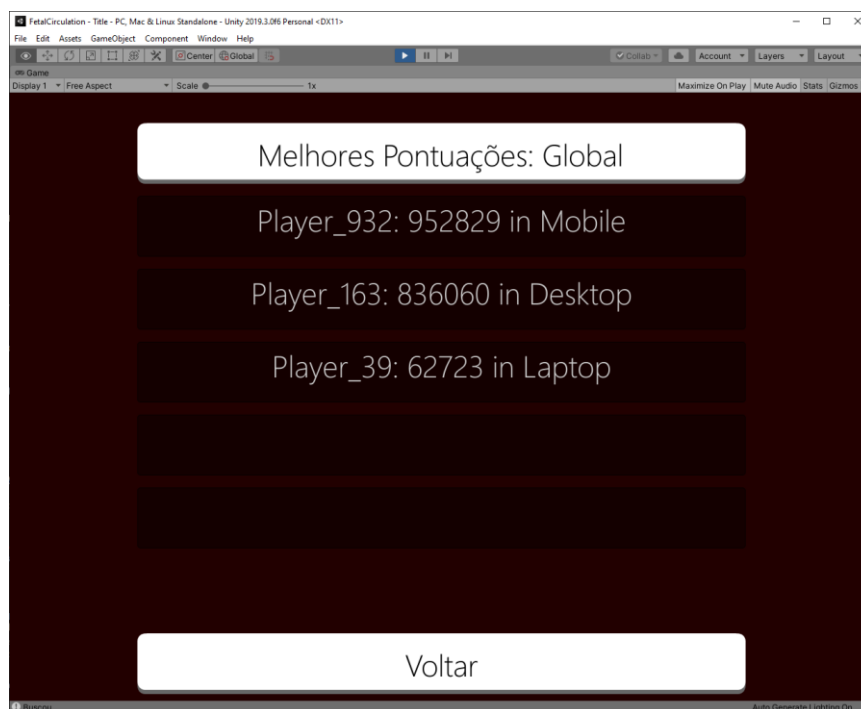 FetalCirculation - Title - PC, Mac & Linux Standalone - Unity 2019.3.0f6 Personal <DX11>
File Edit Assets GameObject Component Window Help
Center Global Collab Account Layers Layout
Game
Display 1 Free Aspect Scale 1x Maximize On Play Mute Audio Stats Gizmos
Melhores Pontuações: Global
Player_932: 952829 in Mobile
Player_163: 836060 in Desktop
Player_39: 62723 in Laptop
Voltar
Buscou Auto Generate Lighting On